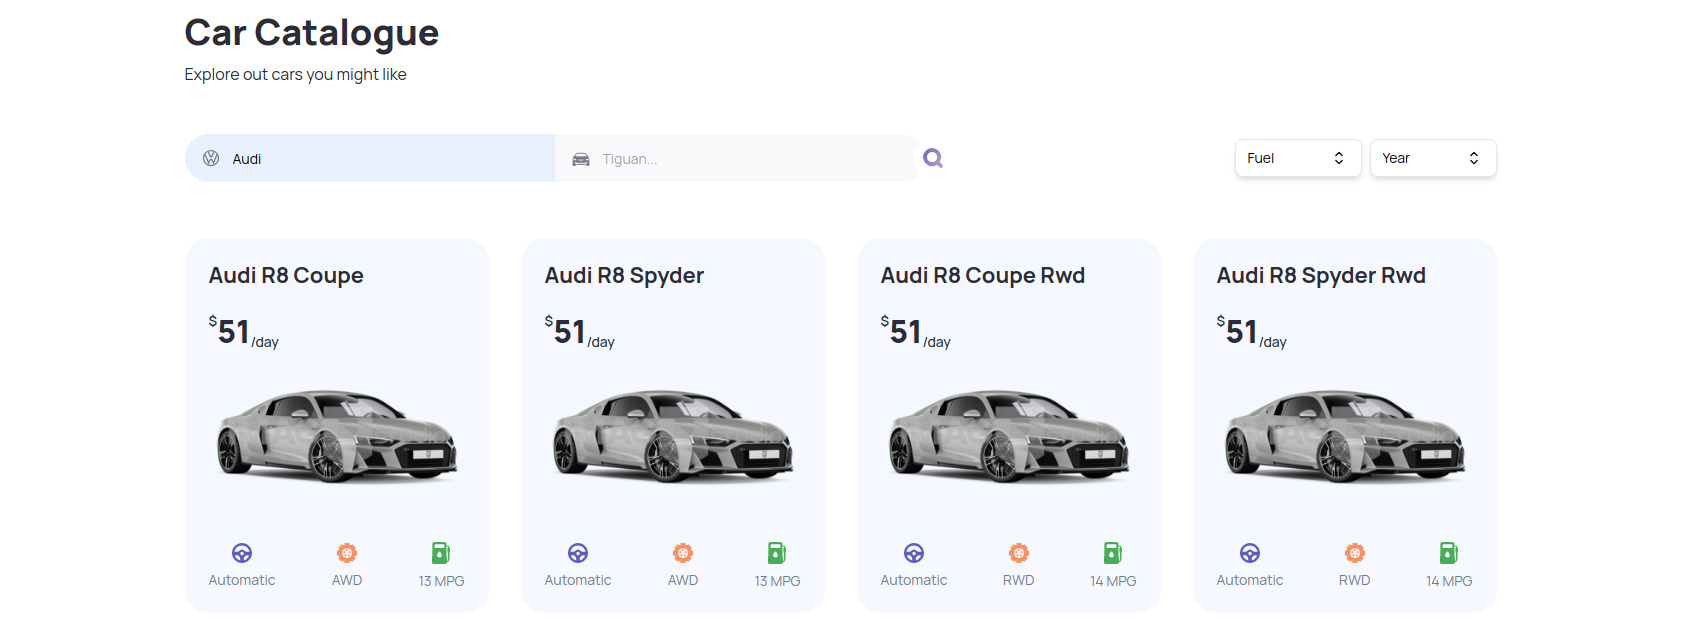 Car Catalogue
Explore out cars you might like
Audi
Tiguan...
Fuel
Year
Audi R8 Coupe
$51/day
Automatic
AWD
13 MPG
Audi R8 Spyder
$51/day
Automatic
AWD
13 MPG
Audi R8 Coupe Rwd
$51/day
Automatic
RWD
14 MPG
Audi R8 Spyder Rwd
$51/day
Automatic
RWD
14 MPG